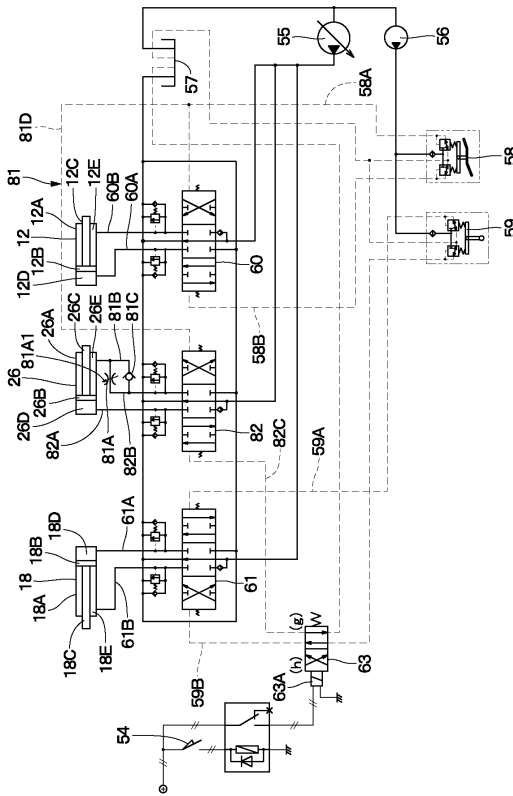 81
81D
12A
12C
12
12E
12B
12D
60B
60A
26A
26C
26E
81A1
81B
81C
26
26B
26D
82A
81A
82B
18D
18B
18
18A
18C
18E
61A
61B
57
55
56
58A
58
59
60
58B
82
82C
59A
61
59B
(g)
(h)
63
63A
54